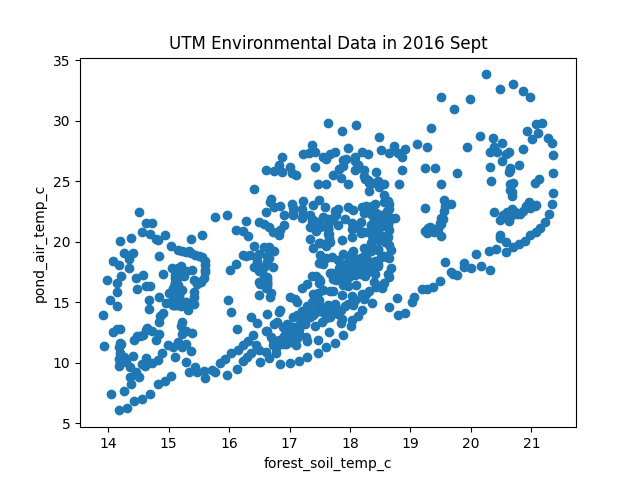 UTM Environmental Data in 2016 Sept
35
30
25
20
15
10
5
pond_air_temp_c
14 15 16 17 18 19 20 21
forest_soil_temp_c